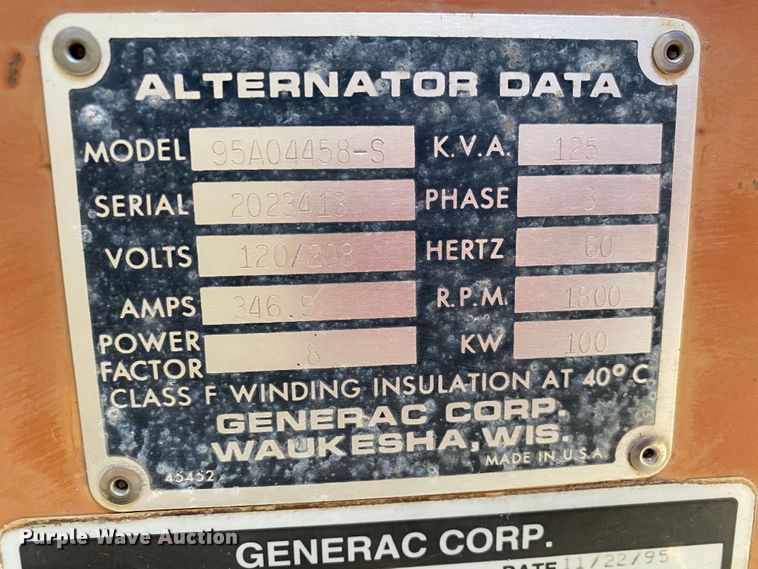 ALTERNATOR DATA
MODEL 95A04458-S K.V.A. 125
SERIAL 2023413 PHASE 3
VOLTS 120/208 HERTZ 60
AMPS 346.9 R.P.M. 1800
POWER FACTOR .8 KW 100
CLASS F WINDING INSULATION AT 40°C
GENERAC CORP.
WAUKESHA, WIS.
45452 MADE IN U.S.A.
Purple Wave Auction
GENERAC CORP.
DATE 11/22/95